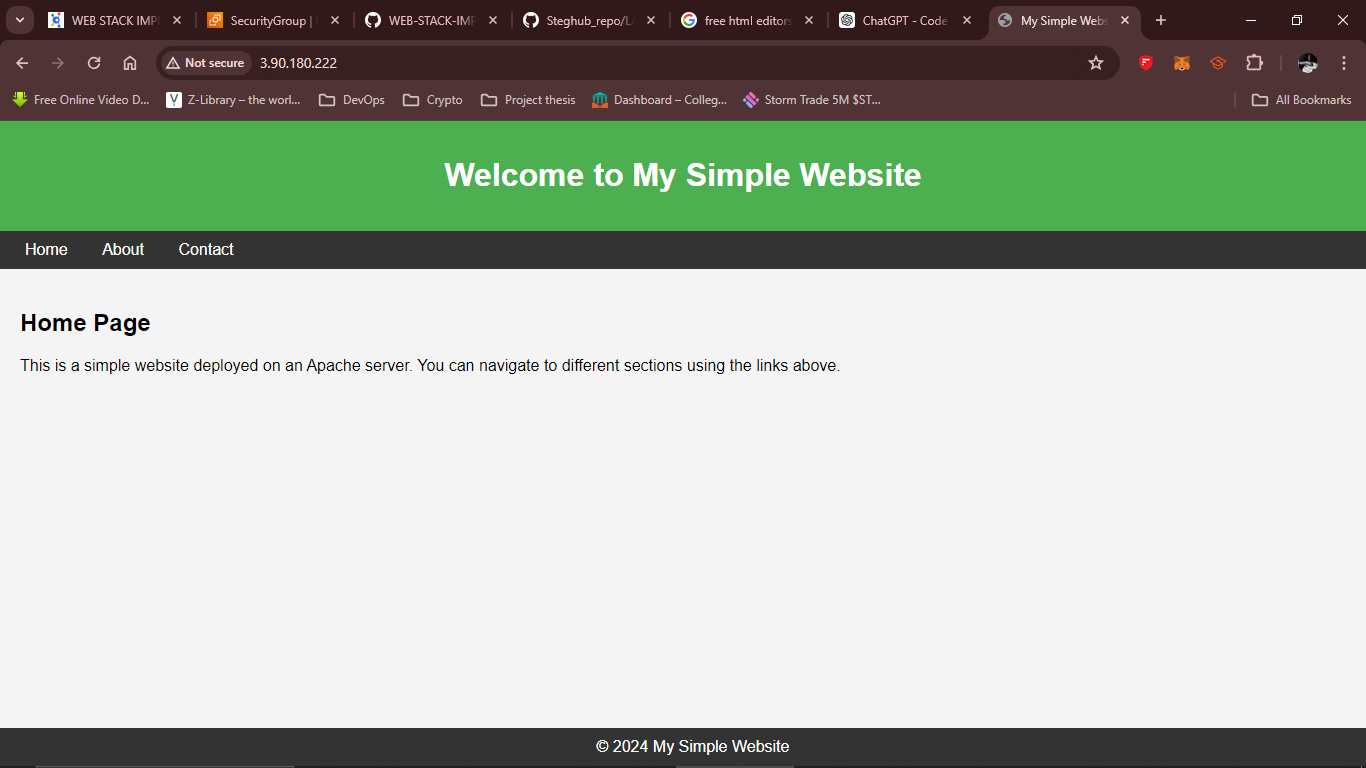 WEB STACK IMP
SecurityGroup |
WEB-STACK-IMP
Steghub_repo/L
free html editors
ChatGPT - Code
My Simple Webs
Not secure
3.90.180.222
Free Online Video D...
Z-Library – the worl...
DevOps
Crypto
Project thesis
Dashboard – Colleg...
Storm Trade 5M $ST...
All Bookmarks
Welcome to My Simple Website
Home About Contact
Home Page
This is a simple website deployed on an Apache server. You can navigate to different sections using the links above.
© 2024 My Simple Website